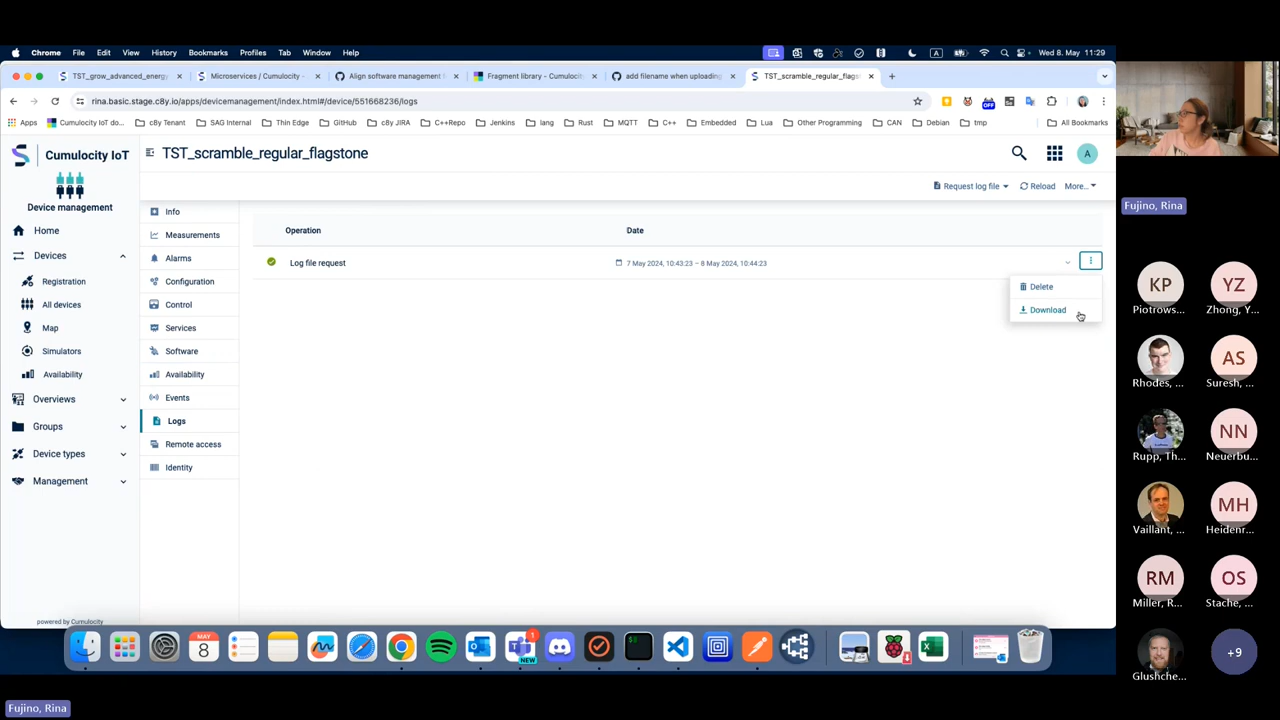 Chrome File Edit View History Bookmarks Profiles Tab Window Help
A
Wed 8. May 11:29
TST_grow_advanced_energy
Microservices / Cumulocity
Align software management
Fragment library - Cumulocity
add filename when uploading
TST_scramble_regular_flagst
rina.basic.stage.c8y.io/apps/devicemanagement/index.html#/device/551668236/logs
OFF
Apps
Cumulocity IoT do...
c8y Tenant
SAG Internal
Thin Edge
GitHub
c8y JIRA
C++Repo
Jenkins
lang
Rust
MQTT
C++
Embedded
Lua
Other Programming
CAN
Debian
tmp
All Bookmarks
Cumulocity IoT
Device management
TST_scramble_regular_flagstone
A
Request log file
Reload
More...
Home
Devices
Registration
All devices
Map
Simulators
Availability
Overviews
Groups
Device types
Management
powered by Cumulocity
Info
Measurements
Alarms
Configuration
Control
Services
Software
Availability
Events
Logs
Remote access
Identity
Operation
Date
Log file request
7 May 2024, 10:43:23 – 8 May 2024, 10:44:23
Delete
Download
MAY
8
1
NEW
Fujino, Rina
KP
Piotrows...
YZ
Zhong, Y...
Rhodes, ...
AS
Suresh, ...
Rupp, Th...
NN
Neuerbu...
Vaillant, ...
MH
Heidenr...
RM
Miller, R...
OS
Stache, ...
Glushche...
+9
Fujino, Rina